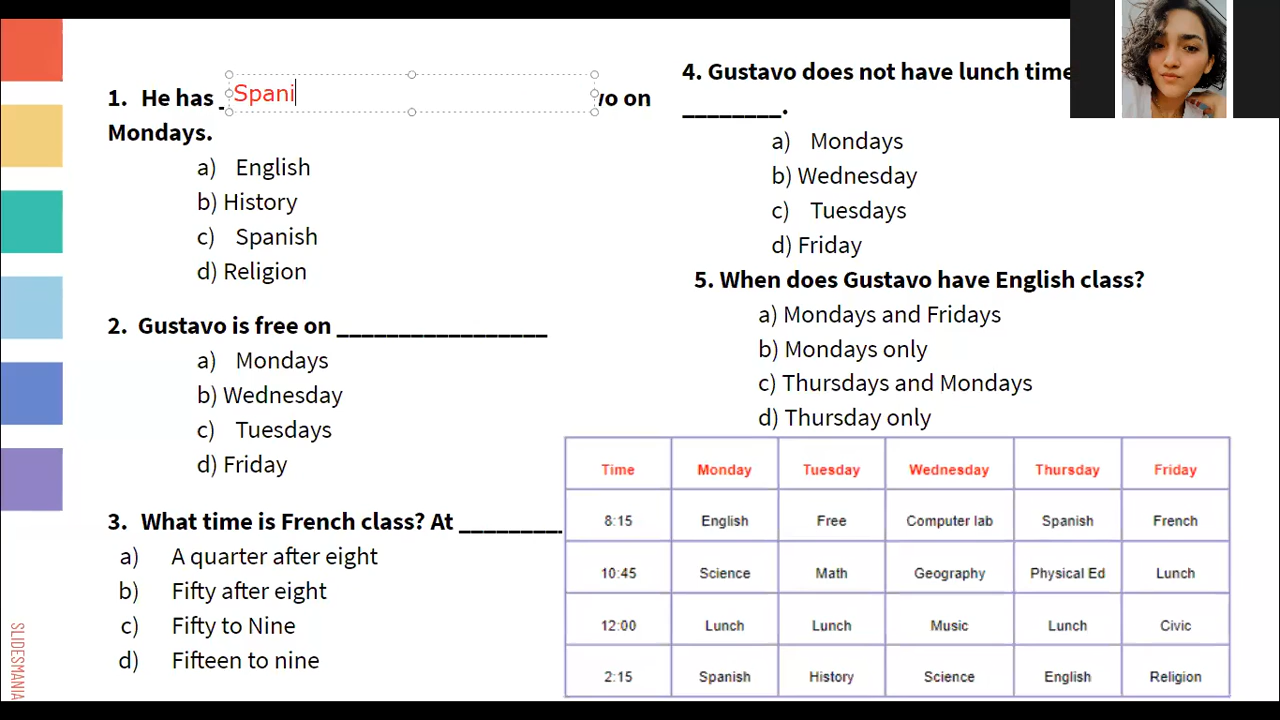 1. He has _ Spani vo on
Mondays.
a) English
b) History
c) Spanish
d) Religion
2. Gustavo is free on _________________
a) Mondays
b) Wednesday
c) Tuesdays
d) Friday
3. What time is French class? At _________
a) A quarter after eight
b) Fifty after eight
c) Fifty to Nine
d) Fifteen to nine
4. Gustavo does not have lunch time
________.
a) Mondays
b) Wednesday
c) Tuesdays
d) Friday
5. When does Gustavo have English class?
a) Mondays and Fridays
b) Mondays only
c) Thursdays and Mondays
d) Thursday only
Time Monday Tuesday Wednesday Thursday Friday
8:15 English Free Computer lab Spanish French
10:45 Science Math Geography Physical Ed Lunch
12:00 Lunch Lunch Music Lunch Civic
2:15 Spanish History Science English Religion
SLIDESMANIA